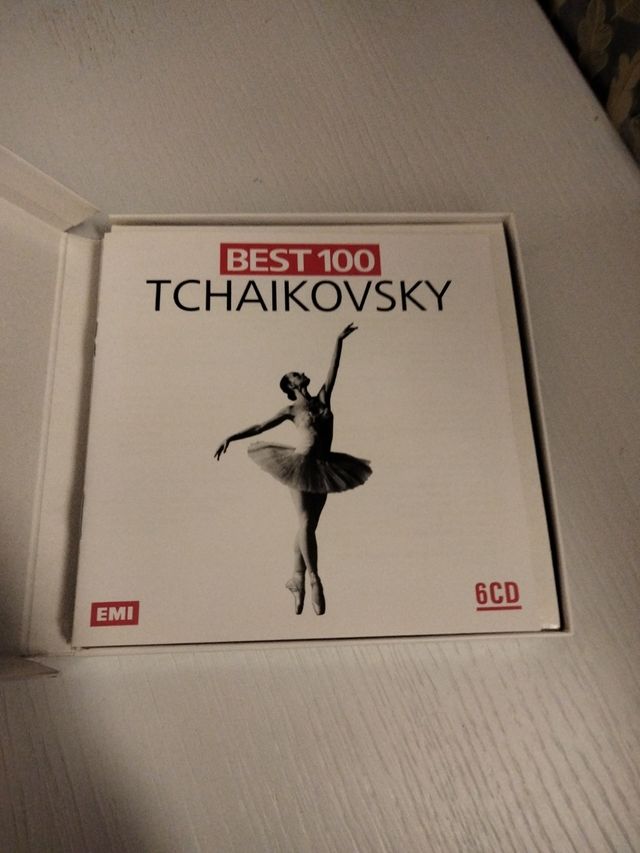 BEST 100
TCHAIKOVSKY
EMI
6CD